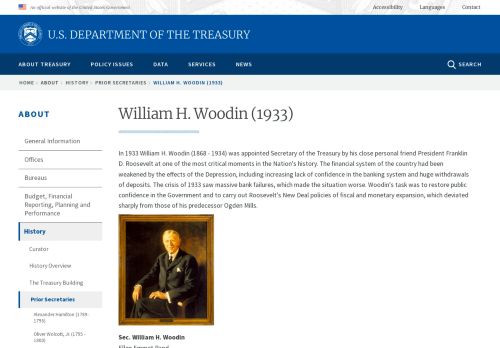 An official website of the United States Government
Accessibility Languages Contact
U.S. DEPARTMENT OF THE TREASURY
ABOUT TREASURY POLICY ISSUES DATA SERVICES NEWS SEARCH
HOME › ABOUT › HISTORY › PRIOR SECRETARIES › WILLIAM H. WOODIN (1933)
ABOUT
General Information
Offices
Bureaus
Budget, Financial
Reporting, Planning and
Performance
History
Curator
History Overview
The Treasury Building
Prior Secretaries
Alexander Hamilton (1789 -
1795)
Oliver Wolcott, Jr. (1795 -
1800)
William H. Woodin (1933)
In 1933 William H. Woodin (1868 - 1934) was appointed Secretary of the Treasury by his close personal friend President Franklin
D. Roosevelt at one of the most critical moments in the Nation's history. The financial system of the country had been
weakened by the effects of the Depression, including increasing lack of confidence in the banking system and huge withdrawals
of deposits. The crisis of 1933 saw massive bank failures, which made the situation worse. Woodin's task was to restore public
confidence in the Government and to carry out Roosevelt's New Deal policies of fiscal and monetary expansion, which deviated
sharply from those of his predecessor Ogden Mills.
Sec. William H. Woodin
Ellen Emmet Rand